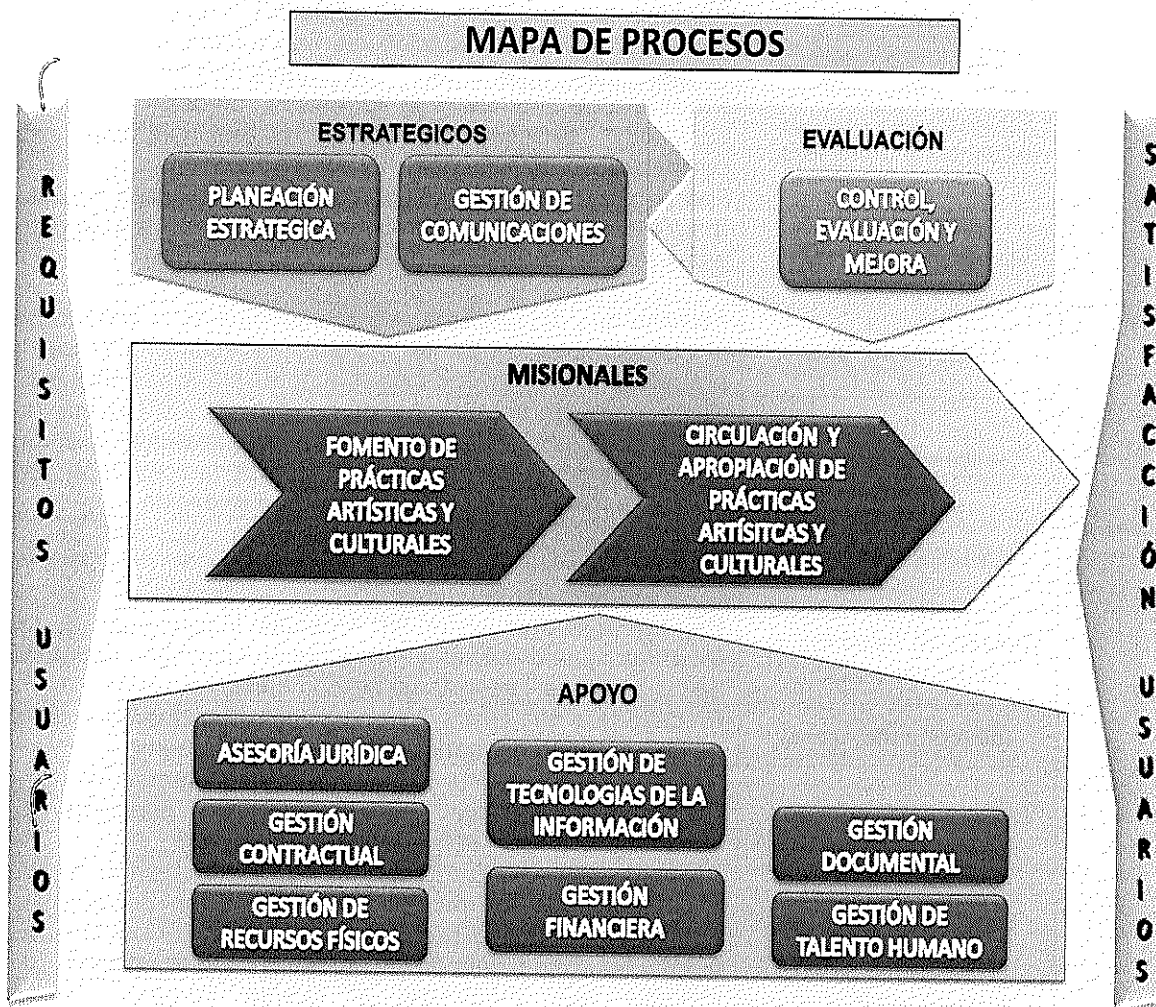 MAPA DE PROCESOS
REQUISITOS USUARIOS
ESTRATEGICOS
PLANEACIÓN
ESTRATEGICA
GESTIÓN DE
COMUNICACIONES
EVALUACIÓN
CONTROL,
EVALUACIÓN Y
MEJORA
MISIONALES
FOMENTO DE
PRÁCTICAS
ARTÍSTICAS Y
CULTURALES
CIRCULACIÓN Y
APROPIACIÓN DE
PRÁCTICAS
ARTÍSITCAS Y
CULTURALES
APOYO
ASESORÍA JURÍDICA
GESTIÓN
CONTRACTUAL
GESTIÓN DE
RECURSOS FÍSICOS
GESTIÓN DE
TECNOLOGIAS DE LA
INFORMACIÓN
GESTIÓN
FINANCIERA
GESTIÓN
DOCUMENTAL
GESTIÓN DE
TALENTO HUMANO
SATISFACCIÓN USUARIOS